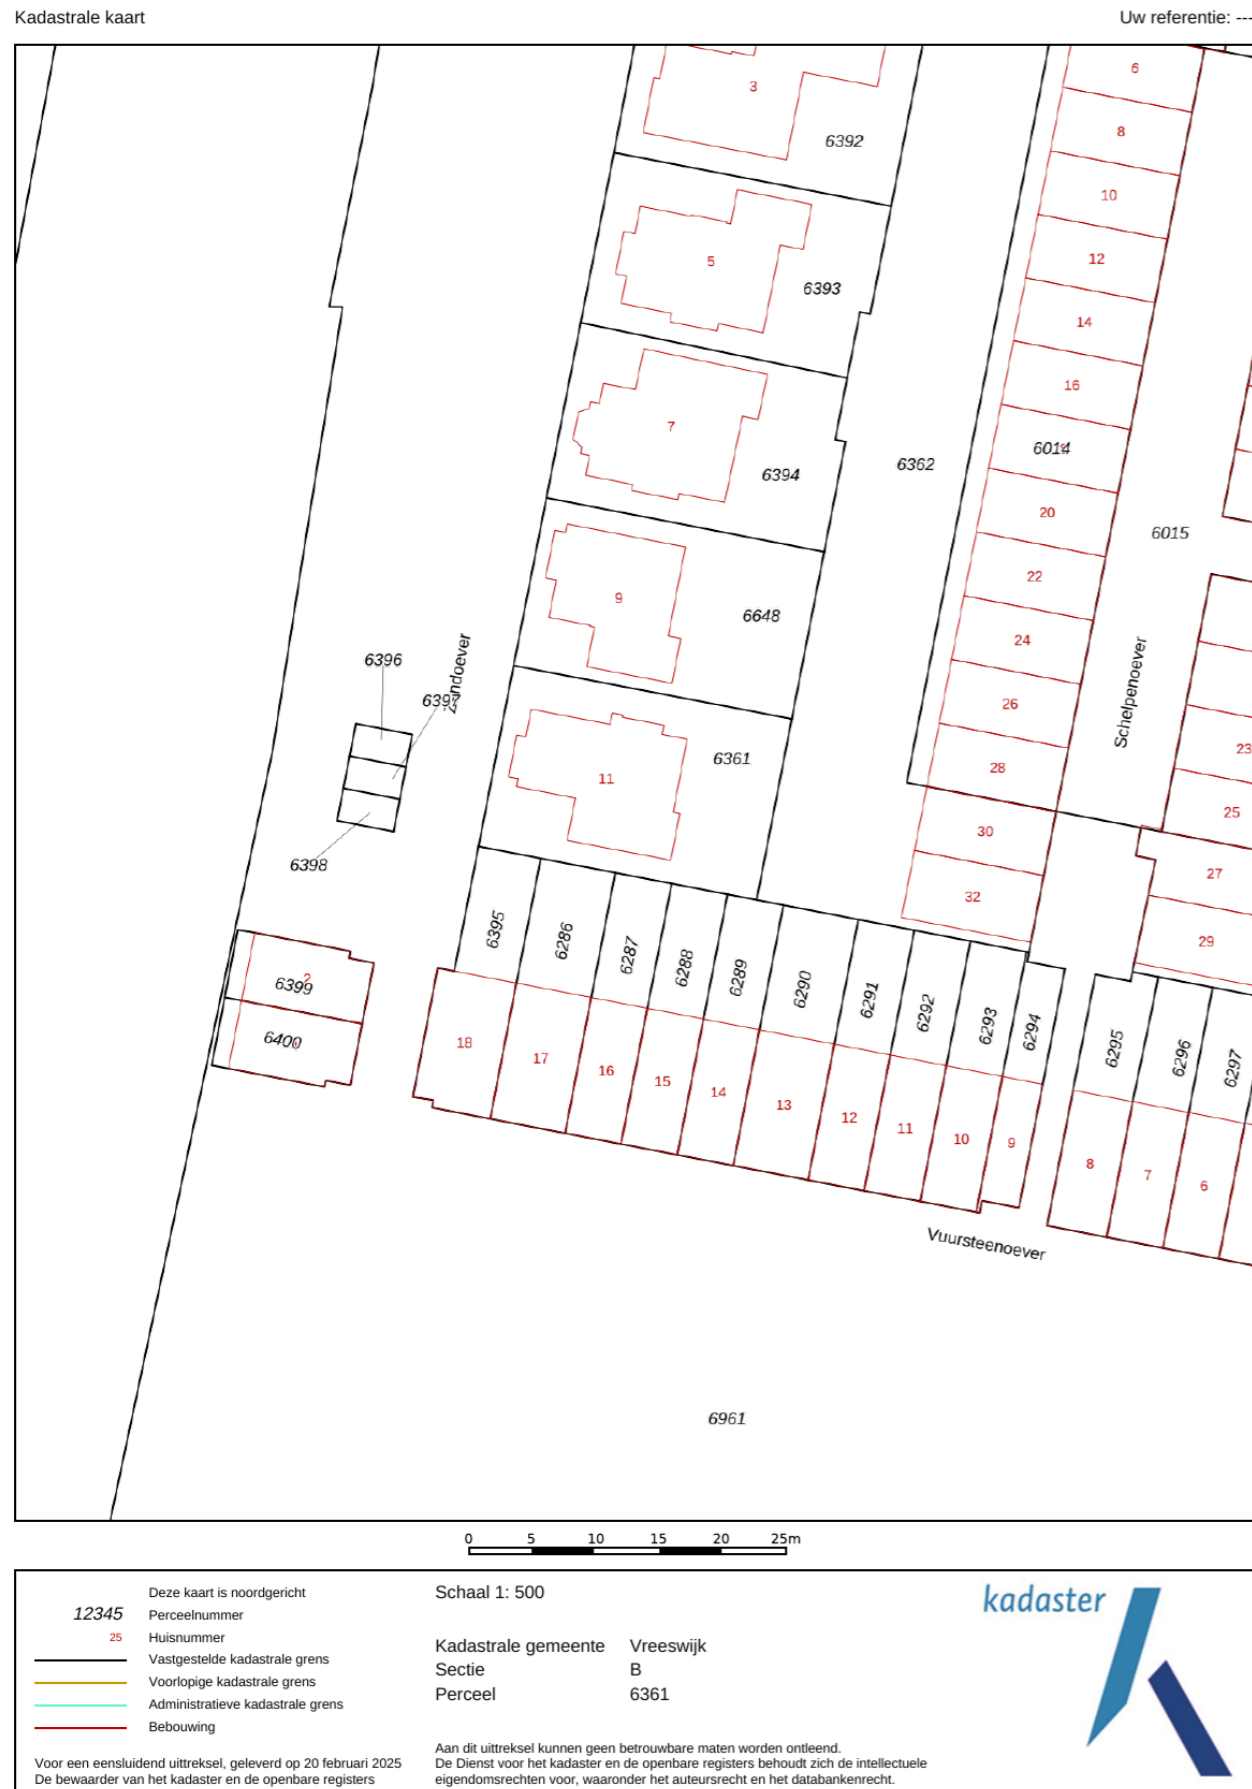 Kadastrale kaart
Uw referentie: ---
6
3
8
6392
10
5
12
6393
14
16
7
6014
6394
6362
20
6015
22
9
6648
24
6396
Zandoever
Schelpenoever
6397
26
23
6361
28
11
25
30
6398
27
32
6395
6286
6287
6288
6289
6290
6291
6292
6293
6294
29
2
6399
6400
6295
6296
6297
18
17
16
15
14
13
12
11
10
9
8
7
6
Vuursteenoever
6961
0 5 10 15 20 25m
Deze kaart is noordgericht
12345 Perceelnummer
25 Huisnummer
Vastgestelde kadastrale grens
Voorlopige kadastrale grens
Administratieve kadastrale grens
Bebouwing
Voor een eensluidend uittreksel, geleverd op 20 februari 2025
De bewaarder van het kadaster en de openbare registers
Schaal 1: 500
Kadastrale gemeente Vreeswijk
Sectie B
Perceel 6361
Aan dit uittreksel kunnen geen betrouwbare maten worden ontleend.
De Dienst voor het kadaster en de openbare registers behoudt zich de intellectuele
eigendomsrechten voor, waaronder het auteursrecht en het databankenrecht.
kadaster